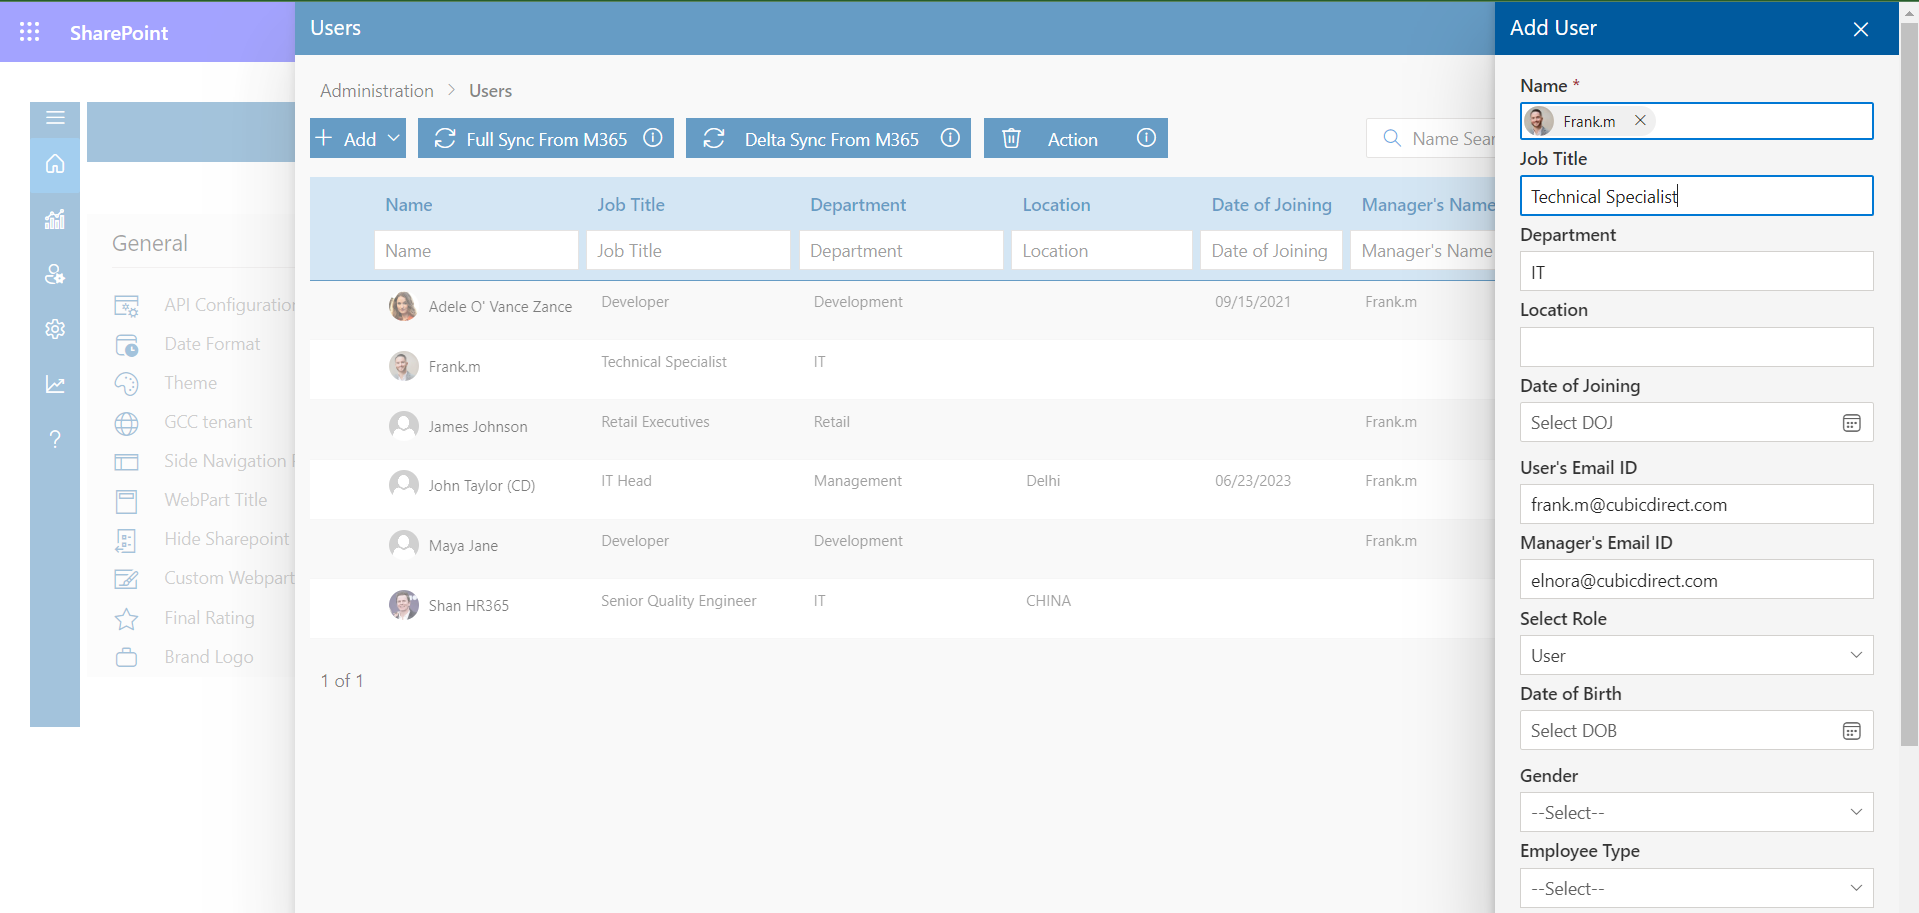 SharePoint
Users
Add User
Administration > Users
Add
Full Sync From M365
Delta Sync From M365
Action
Name Sear
Name Job Title Department Location Date of Joining Manager's Name
Name Job Title Department Location Date of Joining Manager's Name
Adele O' Vance Zance Developer Development 09/15/2021 Frank.m
Frank.m Technical Specialist IT
James Johnson Retail Executives Retail Frank.m
John Taylor (CD) IT Head Management Delhi 06/23/2023 Frank.m
Maya Jane Developer Development Frank.m
Shan HR365 Senior Quality Engineer IT CHINA
1 of 1
General
API Configuration
Date Format
Theme
GCC tenant
Side Navigation
WebPart Title
Hide Sharepoint
Custom Webpart
Final Rating
Brand Logo
Name *
Frank.m
Job Title
Technical Specialist
Department
IT
Location
Date of Joining
Select DOJ
User's Email ID
frank.m@cubicdirect.com
Manager's Email ID
elnora@cubicdirect.com
Select Role
User
Date of Birth
Select DOB
Gender
--Select--
Employee Type
--Select--